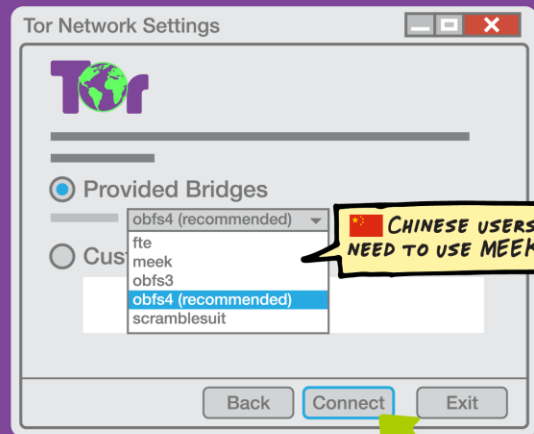 Tor Network Settings
Tor
Provided Bridges
obfs4 (recommended)
CHINESE USERS
NEED TO USE MEEK
fte
Cus
meek
obfs3
obfs4 (recommended)
scramblesuit
Back
Connect
Exit